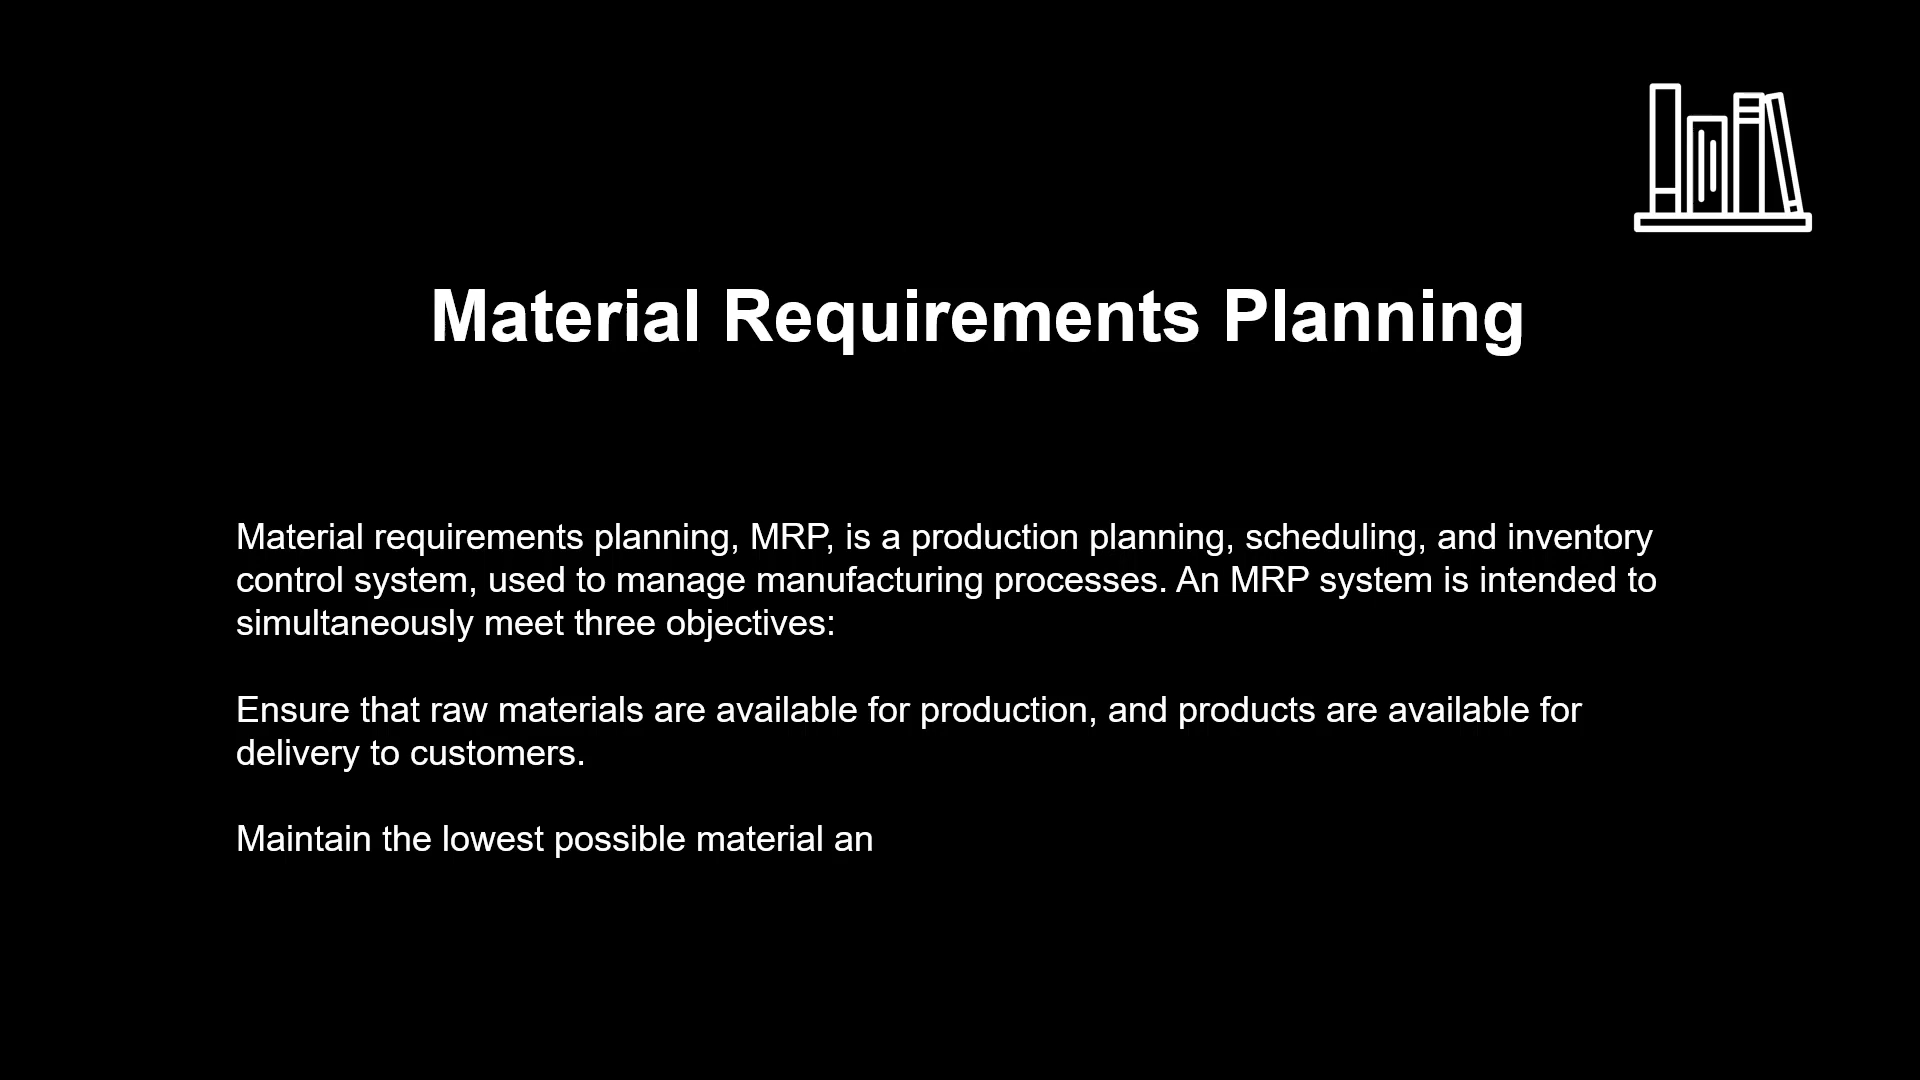 Material Requirements Planning
Material requirements planning, MRP, is a production planning, scheduling, and inventory
control system, used to manage manufacturing processes. An MRP system is intended to
simultaneously meet three objectives:
Ensure that raw materials are available for production, and products are available for
delivery to customers.
Maintain the lowest possible material an